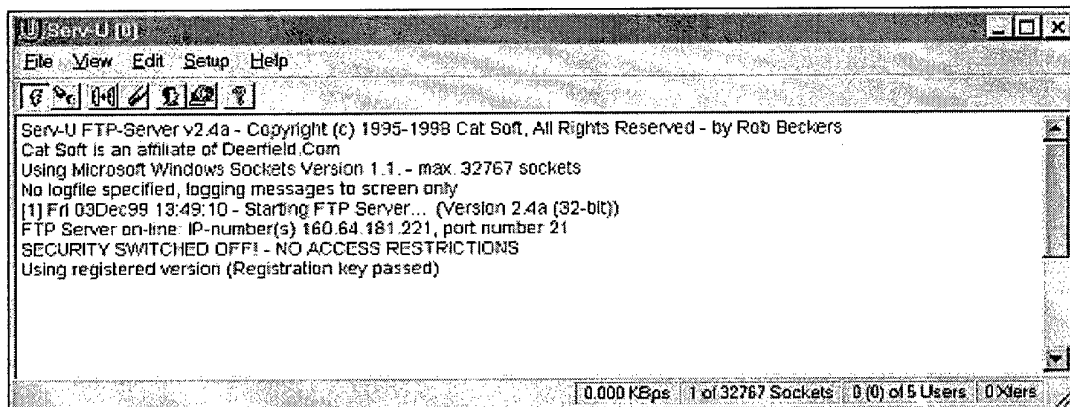 Serv-U [0]
File View Edit Setup Help
Serv-U FTP-Server v2.4a - Copyright (c) 1995-1998 Cat Soft, All Rights Reserved - by Rob Beckers
Cat Soft is an affiliate of Deerfield.Com
Using Microsoft Windows Sockets Version 1.1. - max. 32767 sockets
No logfile specified, logging messages to screen only
[1] Fri 03Dec99 13:49:10 - Starting FTP Server... (Version 2.4a (32-bit))
FTP Server on-line: IP-number(s) 160.64.181.221, port number 21
SECURITY SWITCHED OFF! - NO ACCESS RESTRICTIONS
Using registered version (Registration key passed)
0.000 KBps 1 of 32767 Sockets 0 (0) of 5 Users 0 Xfers